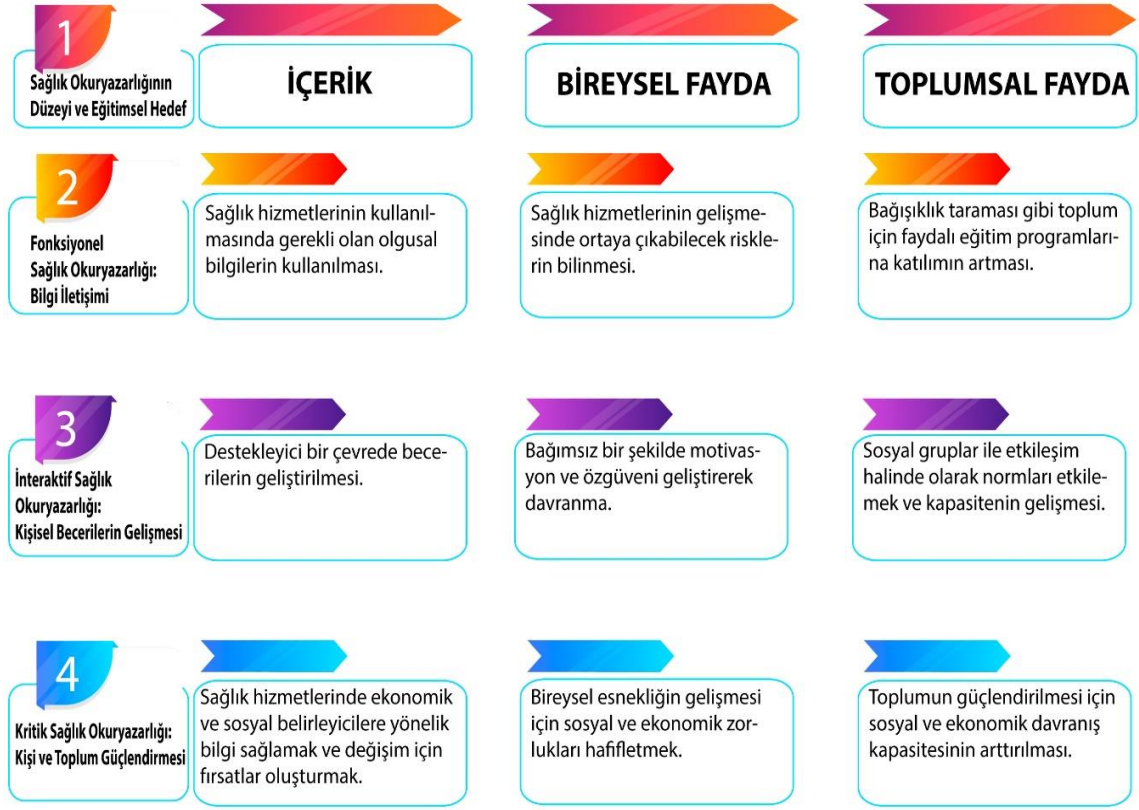 1
Sağlık Okuryazarlığının
Düzeyi ve Eğitimsel Hedef
İÇERİK
BİREYSEL FAYDA
TOPLUMSAL FAYDA
2
Fonksiyonel
Sağlık Okuryazarlığı:
Bilgi İletişimi
Sağlık hizmetlerinin kullanıl-
masında gerekli olan olgusal
bilgilerin kullanılması.
Sağlık hizmetlerinin gelişme-
sinde ortaya çıkabilecek riskle-
rin bilinmesi.
Bağışıklık taraması gibi toplum
için faydalı eğitim programları-
na katılımın artması.
3
İnteraktif Sağlık
Okuryazarlığı:
Kişisel Becerilerin Gelişmesi
Destekleyici bir çevrede bece-
rilerin geliştirilmesi.
Bağımsız bir şekilde motivas-
yon ve özgüveni geliştirerek
davranma.
Sosyal gruplar ile etkileşim
halinde olarak normları etkile-
mek ve kapasitenin gelişmesi.
4
Kritik Sağlık Okuryazarlığı:
Kişi ve Toplum Güçlendirmesi
Sağlık hizmetlerinde ekonomik
ve sosyal belirleyicilere yönelik
bilgi sağlamak ve değişim için
fırsatlar oluşturmak.
Bireysel esnekliğin gelişmesi
için sosyal ve ekonomik zor-
lukları hafifletmek.
Toplumun güçlendirilmesi için
sosyal ve ekonomik davranış
kapasitesinin arttırılması.